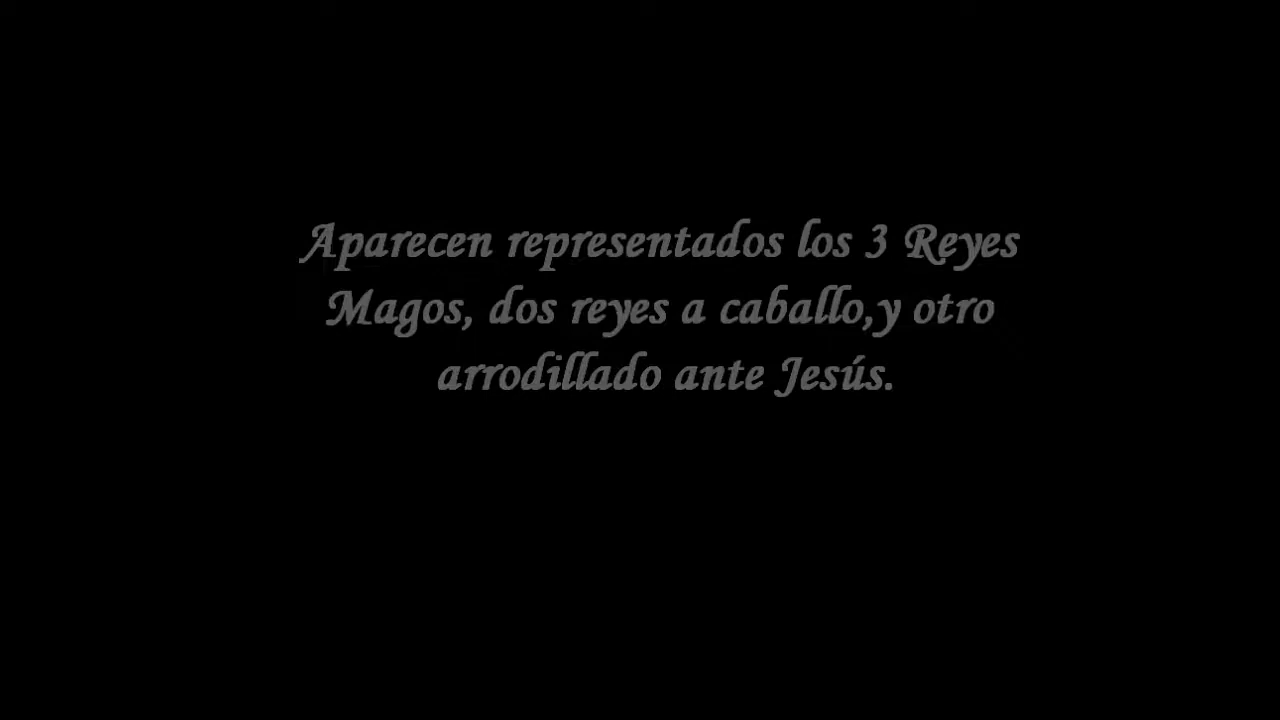 Aparecen representados los 3 Reyes
Magos, dos reyes a caballo,y otro
arrodillado ante Jesús.